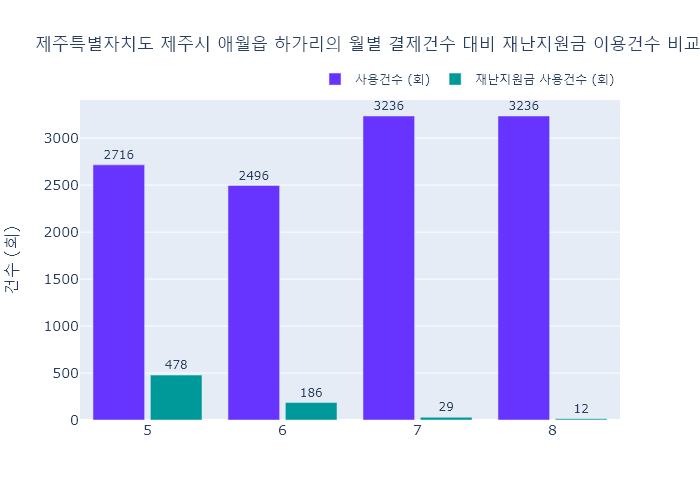 제주특별자치도 제주시 애월읍 하가리의 월별 결제건수 대비 재난지원금 이용건수 비교
사용건수 (회) 재난지원금 사용건수 (회)
건수 (회)
3000
2500
2000
1500
1000
500
0
2716 2496 3236 3236
478 186 29 12
5 6 7 8